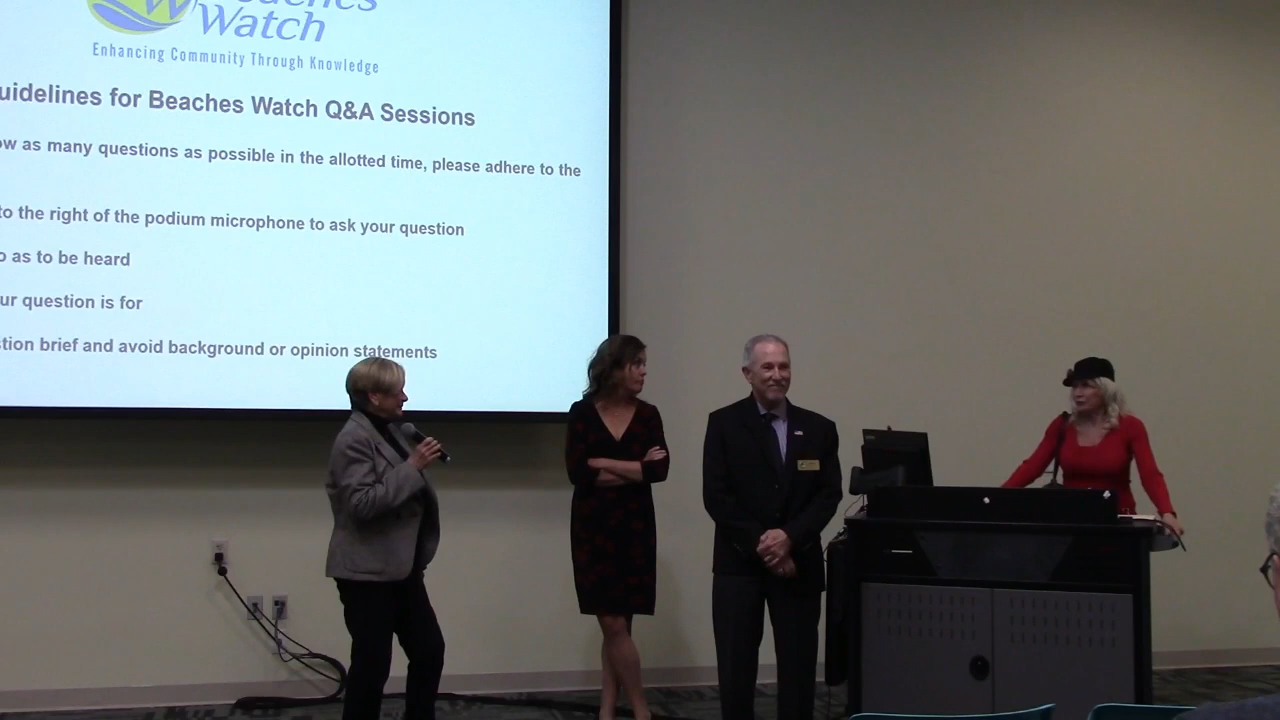 Watch
Enhancing Community Through Knowledge
uidelines for Beaches Watch Q&A Sessions
ow as many questions as possible in the allotted time, please adhere to the
to the right of the podium microphone to ask your question
o as to be heard
ur question is for
stion brief and avoid background or opinion statements